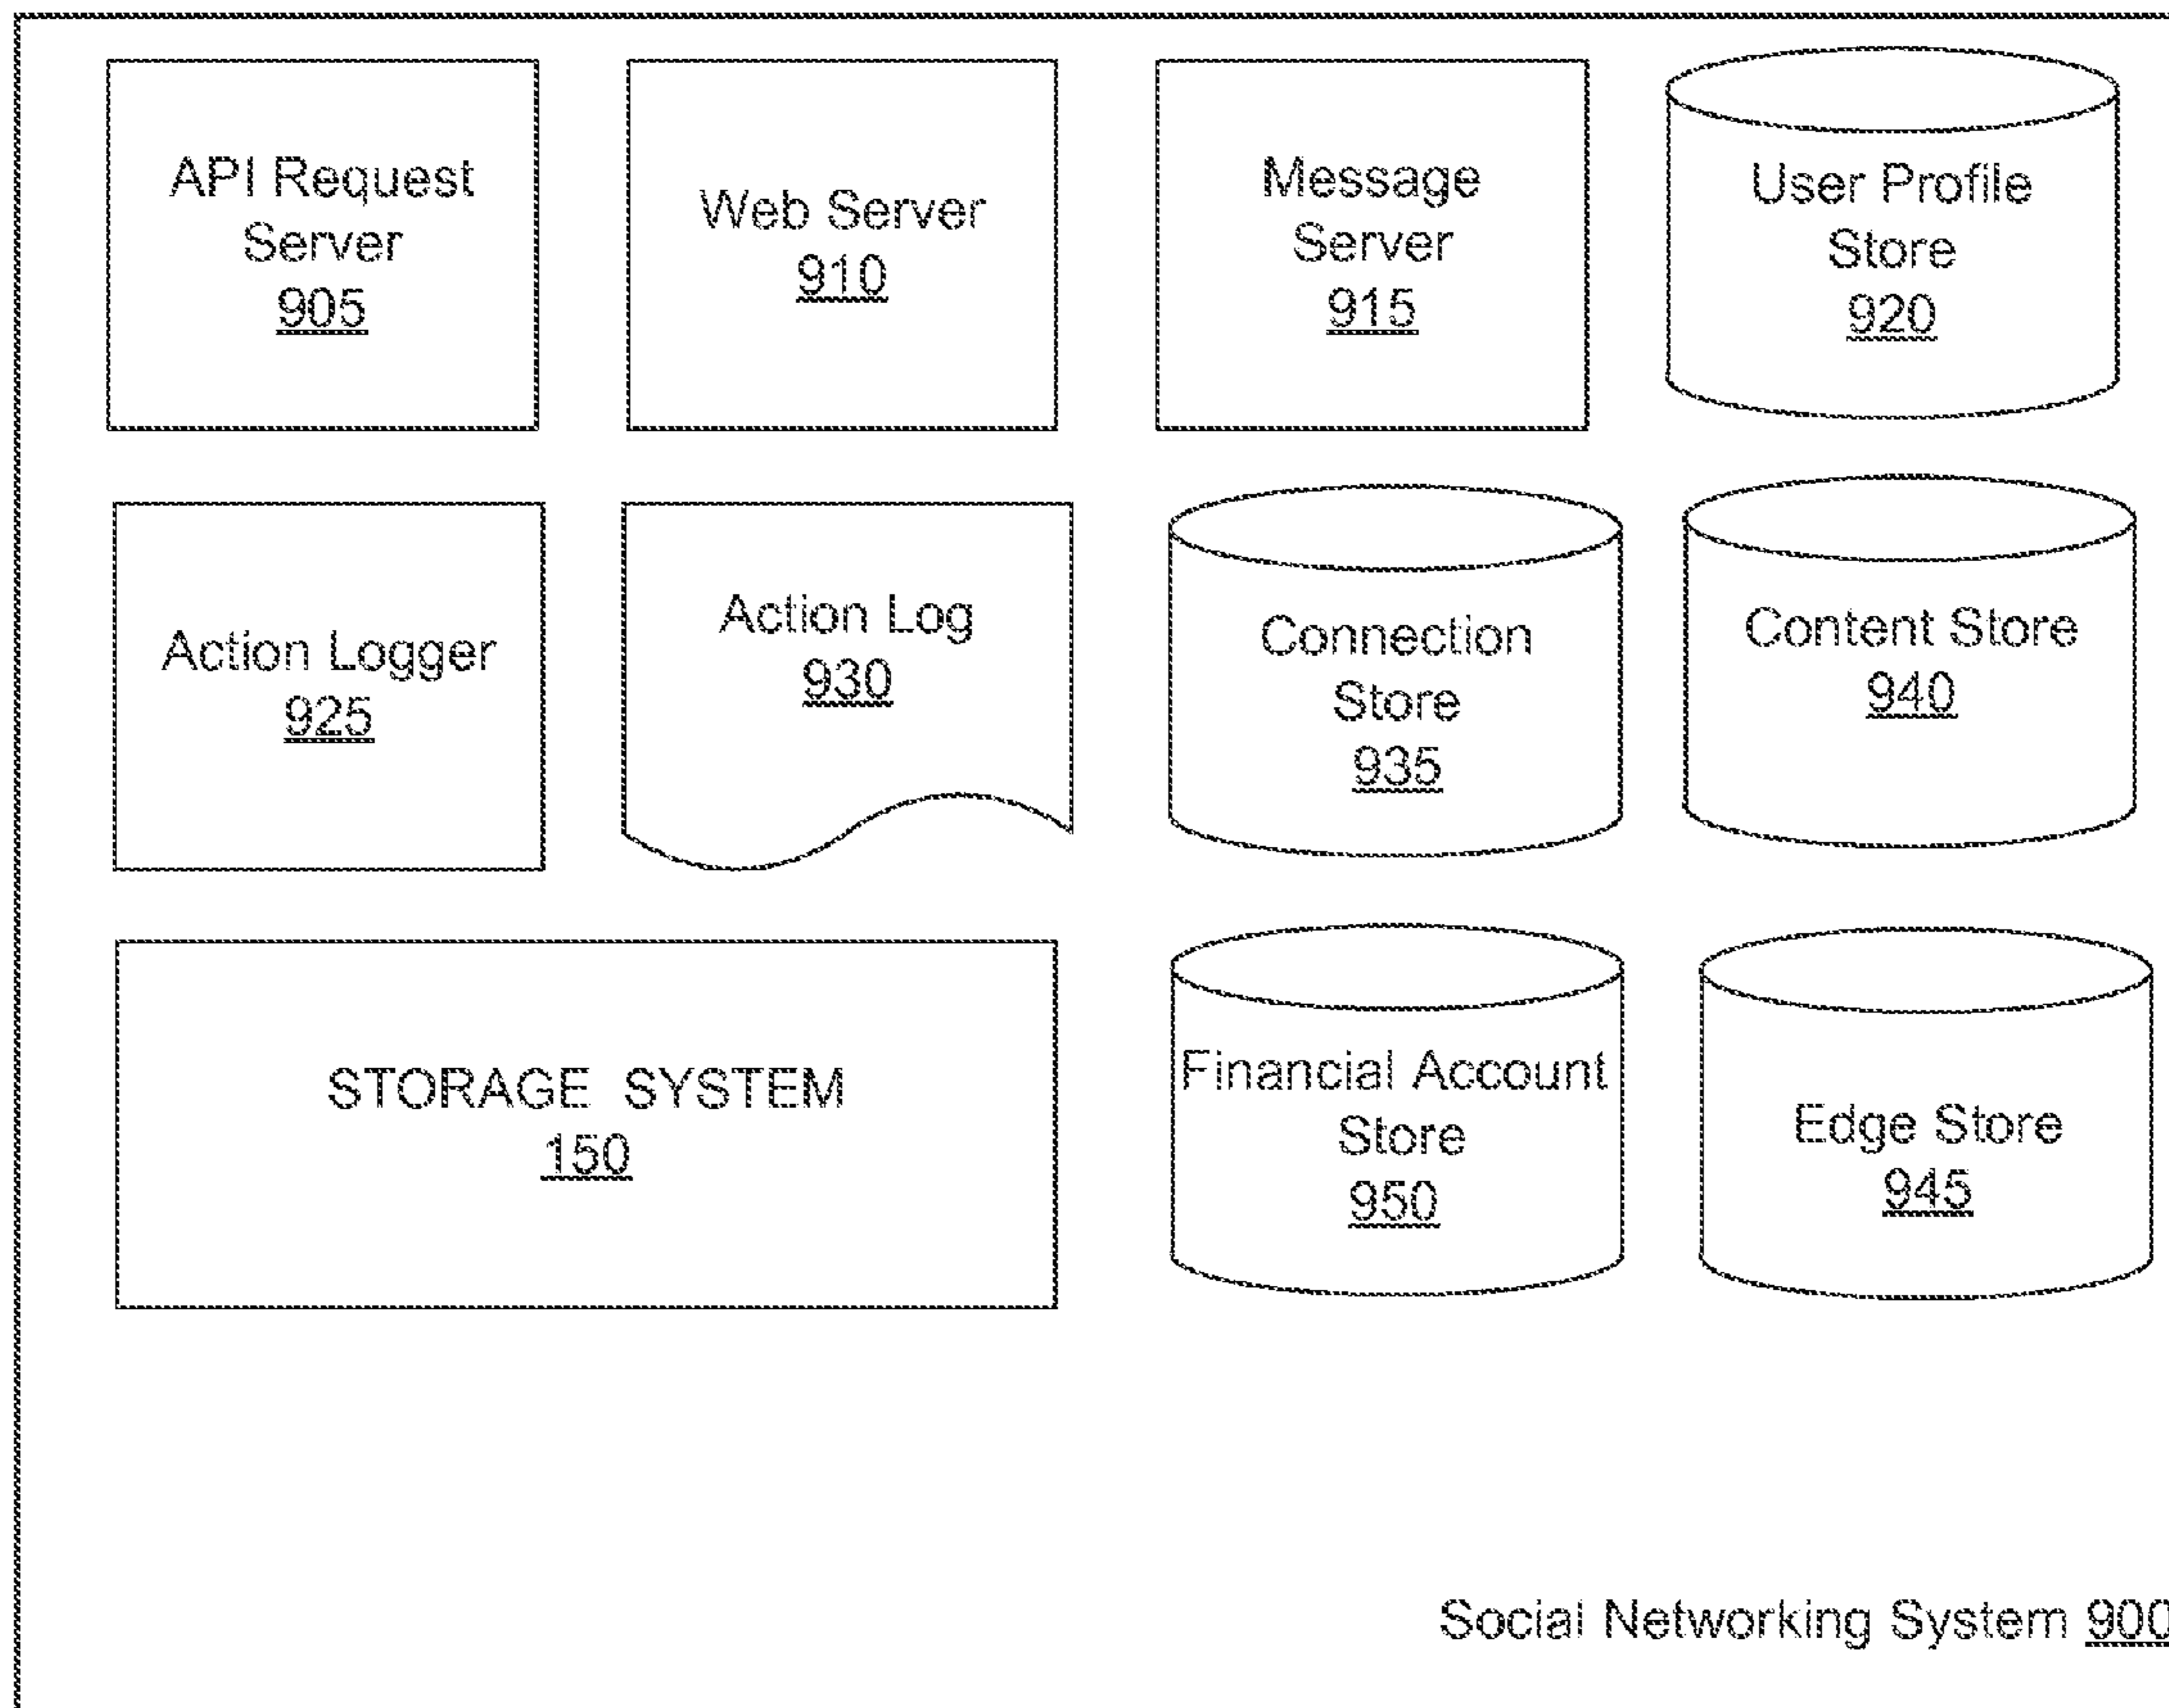 API Request
Server
905
Web Server
910
Message
Server
915
User Profile
Store
920
Action Logger
925
Action Log
930
Connection
Store
935
Content Store
940
STORAGE SYSTEM
150
Financial Account
Store
950
Edge Store
945
Social Networking System 900